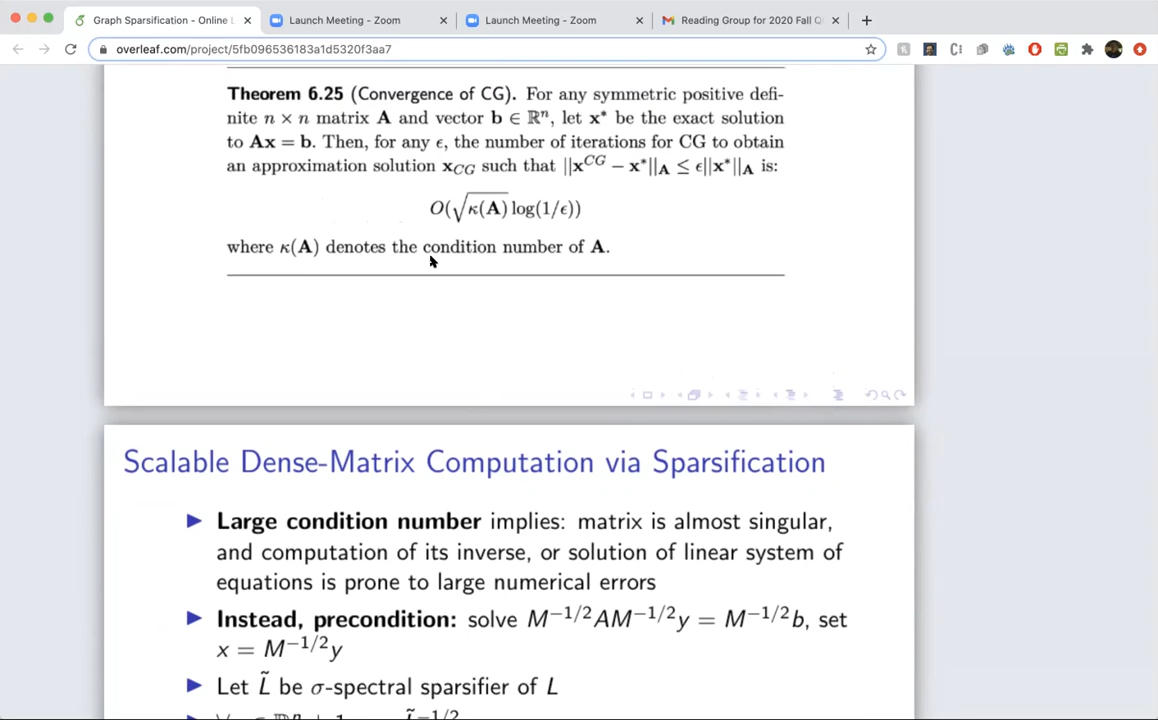 Graph Sparsification - Online L
Launch Meeting - Zoom
Launch Meeting - Zoom
Reading Group for 2020 Fall Q
overleaf.com/project/5fb096536183a1d5320f3aa7
Theorem 6.25 (Convergence of CG). For any symmetric positive defi-
nite n × n matrix A and vector b ∈ ℝⁿ, let x* be the exact solution
to Ax = b. Then, for any ϵ, the number of iterations for CG to obtain
an approximation solution x_CG such that ||x^CG − x*||_A ≤ ϵ||x*||_A is:
O(√κ(A) log(1/ϵ))
where κ(A) denotes the condition number of A.
Scalable Dense-Matrix Computation via Sparsification
Large condition number implies: matrix is almost singular,
and computation of its inverse, or solution of linear system of
equations is prone to large numerical errors
Instead, precondition: solve M^{−1/2}AM^{−1/2}y = M^{−1/2}b, set
x = M^{−1/2}y
Let L̃ be σ-spectral sparsifier of L